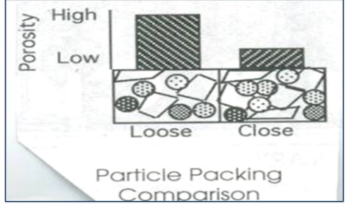 Porosity
High
Low
Loose Close
Particle Packing
Comparison